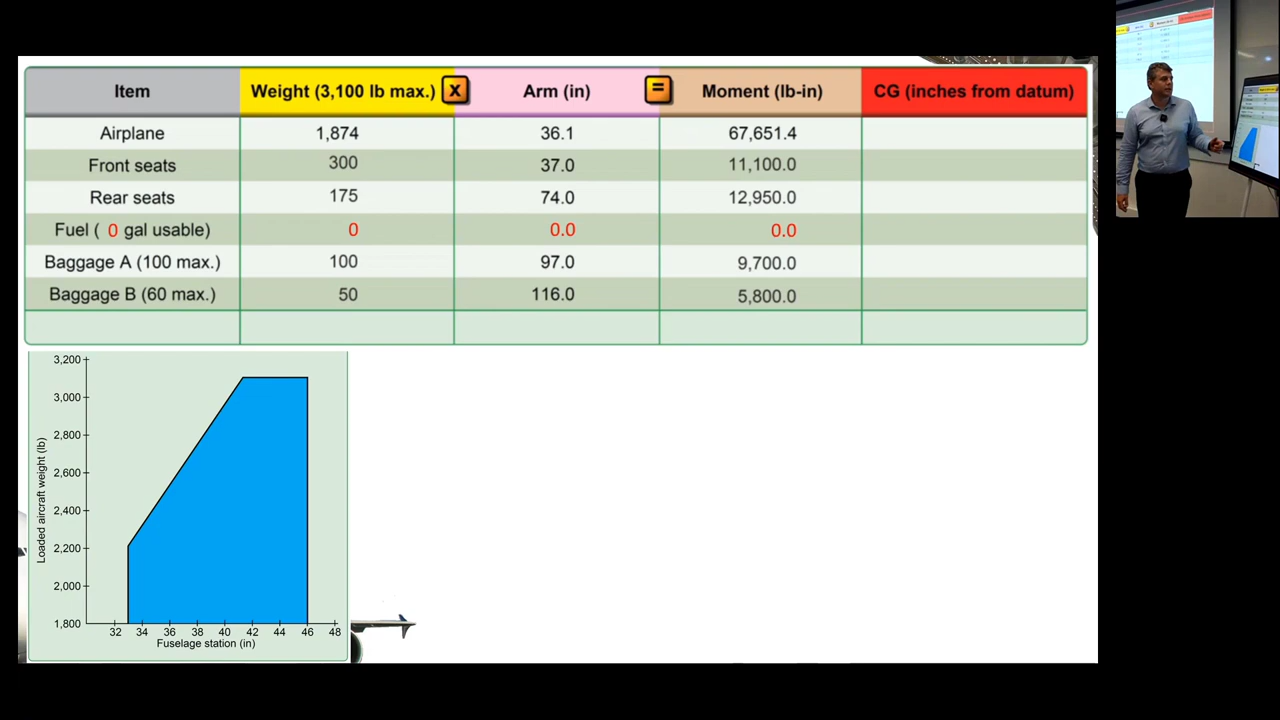 Item Weight (3,100 lb max.) x Arm (in) = Moment (lb-in) CG (inches from datum)
Airplane 1,874 36.1 67,651.4
Front seats 300 37.0 11,100.0
Rear seats 175 74.0 12,950.0
Fuel ( 0 gal usable) 0 0.0 0.0
Baggage A (100 max.) 100 97.0 9,700.0
Baggage B (60 max.) 50 116.0 5,800.0
Loaded aircraft weight (lb)
3,200
3,000
2,800
2,600
2,400
2,200
2,000
1,800
32 34 36 38 40 42 44 46 48
Fuselage station (in)